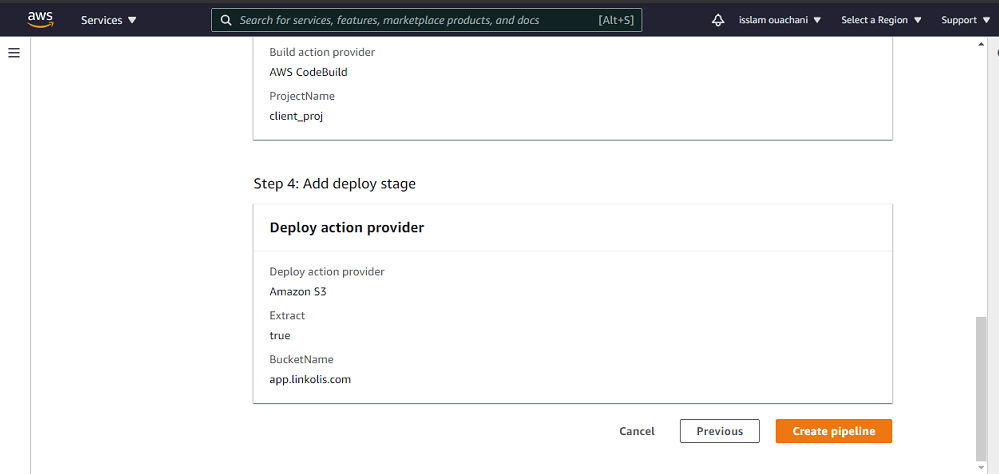 aws Services ▼ Search for services, features, marketplace products, and docs [Alt+S] isslam ouachani ▼ Select a Region ▼ Support ▼
Build action provider
AWS CodeBuild
ProjectName
client_proj
Step 4: Add deploy stage
Deploy action provider
Deploy action provider
Amazon S3
Extract
true
BucketName
app.linkolis.com
Cancel Previous Create pipeline